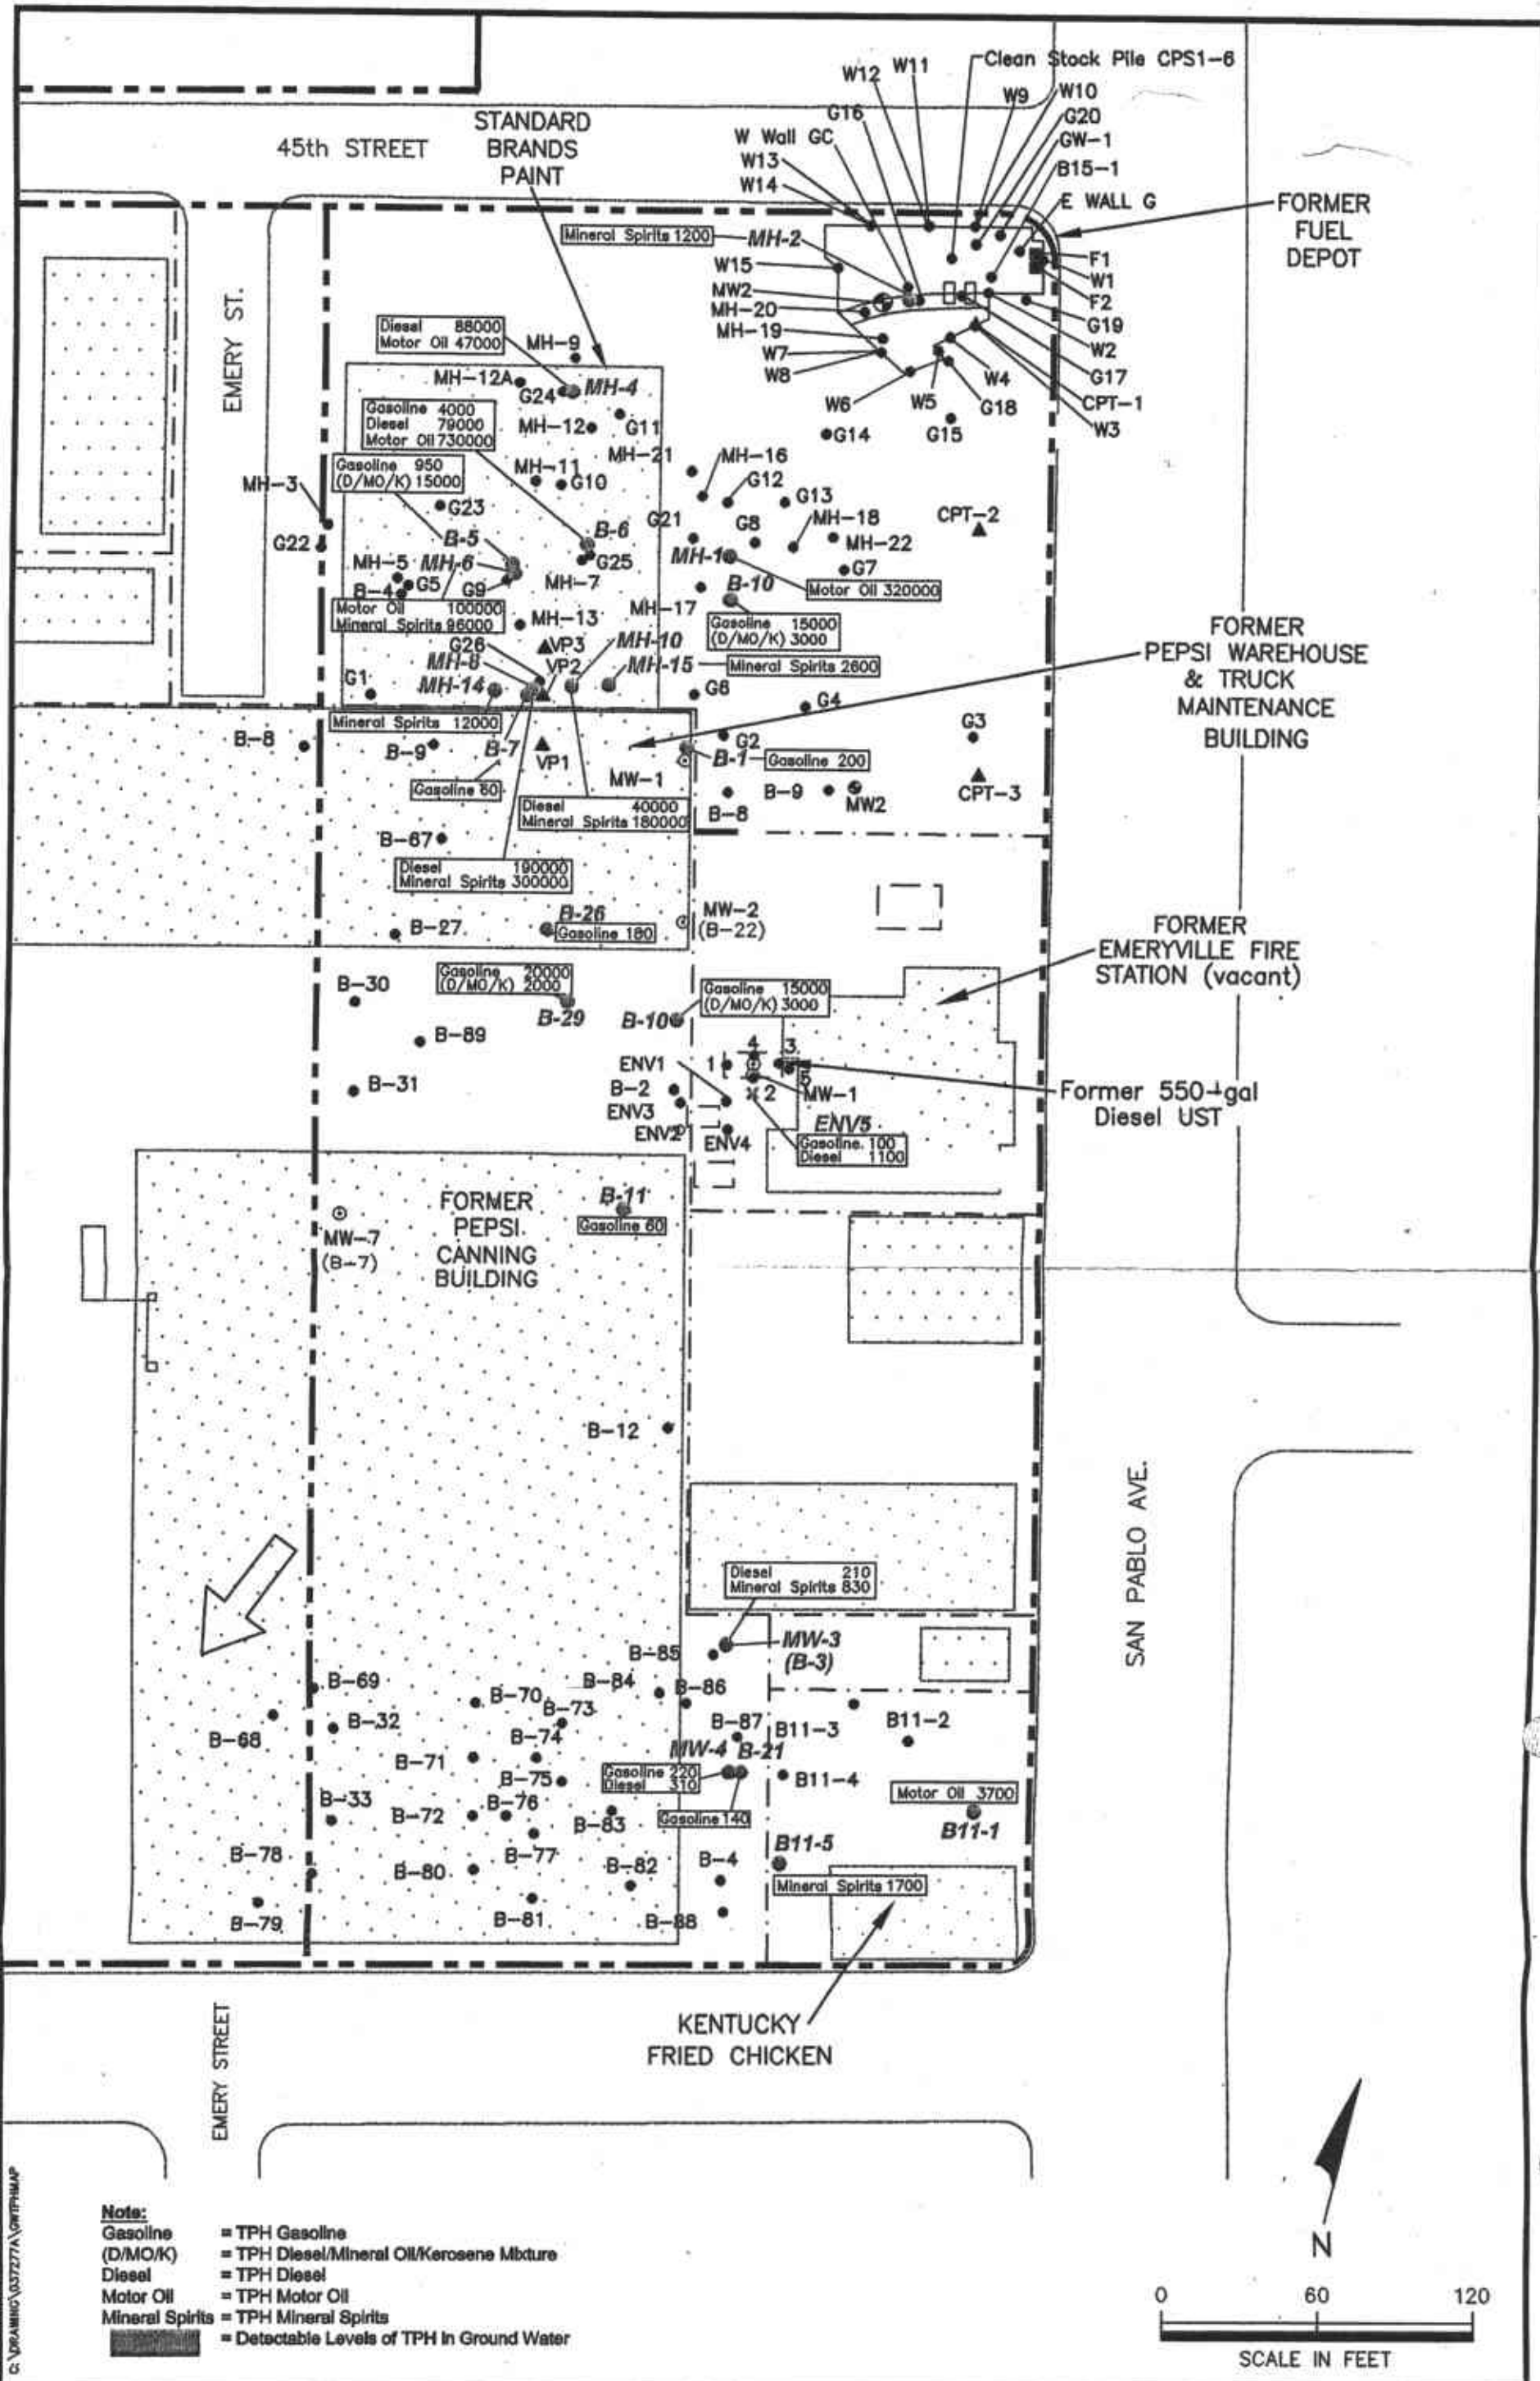 Clean Stock Pile CPS1-6
W12
W11
W9
W10
G16
G20
W Wall GC
GW-1
W13
B15-1
W14
E WALL G
45th STREET
STANDARD
BRANDS
PAINT
FORMER
FUEL
DEPOT
Mineral Spirits 1200
MH-2
W15
F1
W1
MW2
F2
MH-20
G19
MH-19
W2
W7
G17
W8
W4
CPT-1
W6
W5
G18
W3
EMERY ST.
Diesel 88000
Motor Oil 47000
MH-9
MH-12A
G24
MH-4
Gasoline 4000
Diesel 79000
Motor Oil 730000
MH-12
G11
G14
G15
MH-21
Gasoline 950
(D/MO/K) 15000
MH-11
G10
MH-16
G12
MH-3
G23
G13
G21
G8
MH-18
CPT-2
G22
B-5
B-6
MH-22
MH-5
MH-6
G25
MH-1
G7
B-4
G5
G9
MH-7
B-10
Motor Oil 320000
Motor Oil 100000
Mineral Spirits 96000
MH-13
MH-17
Gasoline 15000
(D/MO/K) 3000
G26
VP3
MH-10
MH-8
VP2
MH-15
Mineral Spirits 2600
G1
MH-14
G6
G4
FORMER
PEPSI WAREHOUSE
& TRUCK
MAINTENANCE
BUILDING
Mineral Spirits 12000
G3
B-8
B-9
B-7
VP1
G2
B-1
Gasoline 200
Gasoline 60
MW-1
B-8
B-9
MW2
CPT-3
Diesel 40000
Mineral Spirits 180000
B-67
Diesel 190000
Mineral Spirits 300000
B-26
Gasoline 180
B-27
MW-2
(B-22)
FORMER
EMERYVILLE FIRE
STATION (vacant)
B-30
Gasoline 20000
(D/MO/K) 2000
B-29
Gasoline 15000
(D/MO/K) 3000
B-10
B-89
4
3
ENV1
1
5
B-31
B-2
2
MW-1
Former 550-gal
Diesel UST
ENV3
ENV2
ENV4
ENV5
Gasoline 100
Diesel 1100
FORMER
PEPSI
CANNING
BUILDING
B-11
Gasoline 60
MW-7
(B-7)
B-12
SAN PABLO AVE.
Diesel 210
Mineral Spirits 830
MW-3
(B-3)
B-85
B-69
B-84
B-86
B-70
B-73
B-68
B-32
B-74
B-87
B11-3
B11-2
B-71
MW-4
B-21
B-75
Gasoline 220
Diesel 310
B11-4
Motor Oil 3700
B-33
B-72
B-76
B-83
Gasoline 140
B11-1
B-78
B-77
B11-5
B-80
B-82
B-4
Mineral Spirits 1700
B-79
B-81
B-88
KENTUCKY
FRIED CHICKEN
EMERY STREET
N
Note:
Gasoline = TPH Gasoline
(D/MO/K) = TPH Diesel/Mineral Oil/Kerosene Mixture
Diesel = TPH Diesel
Motor Oil = TPH Motor Oil
Mineral Spirits = TPH Mineral Spirits
= Detectable Levels of TPH in Ground Water
0 60 120
SCALE IN FEET
C:\DRAWING\037277A\GWTPHMAP